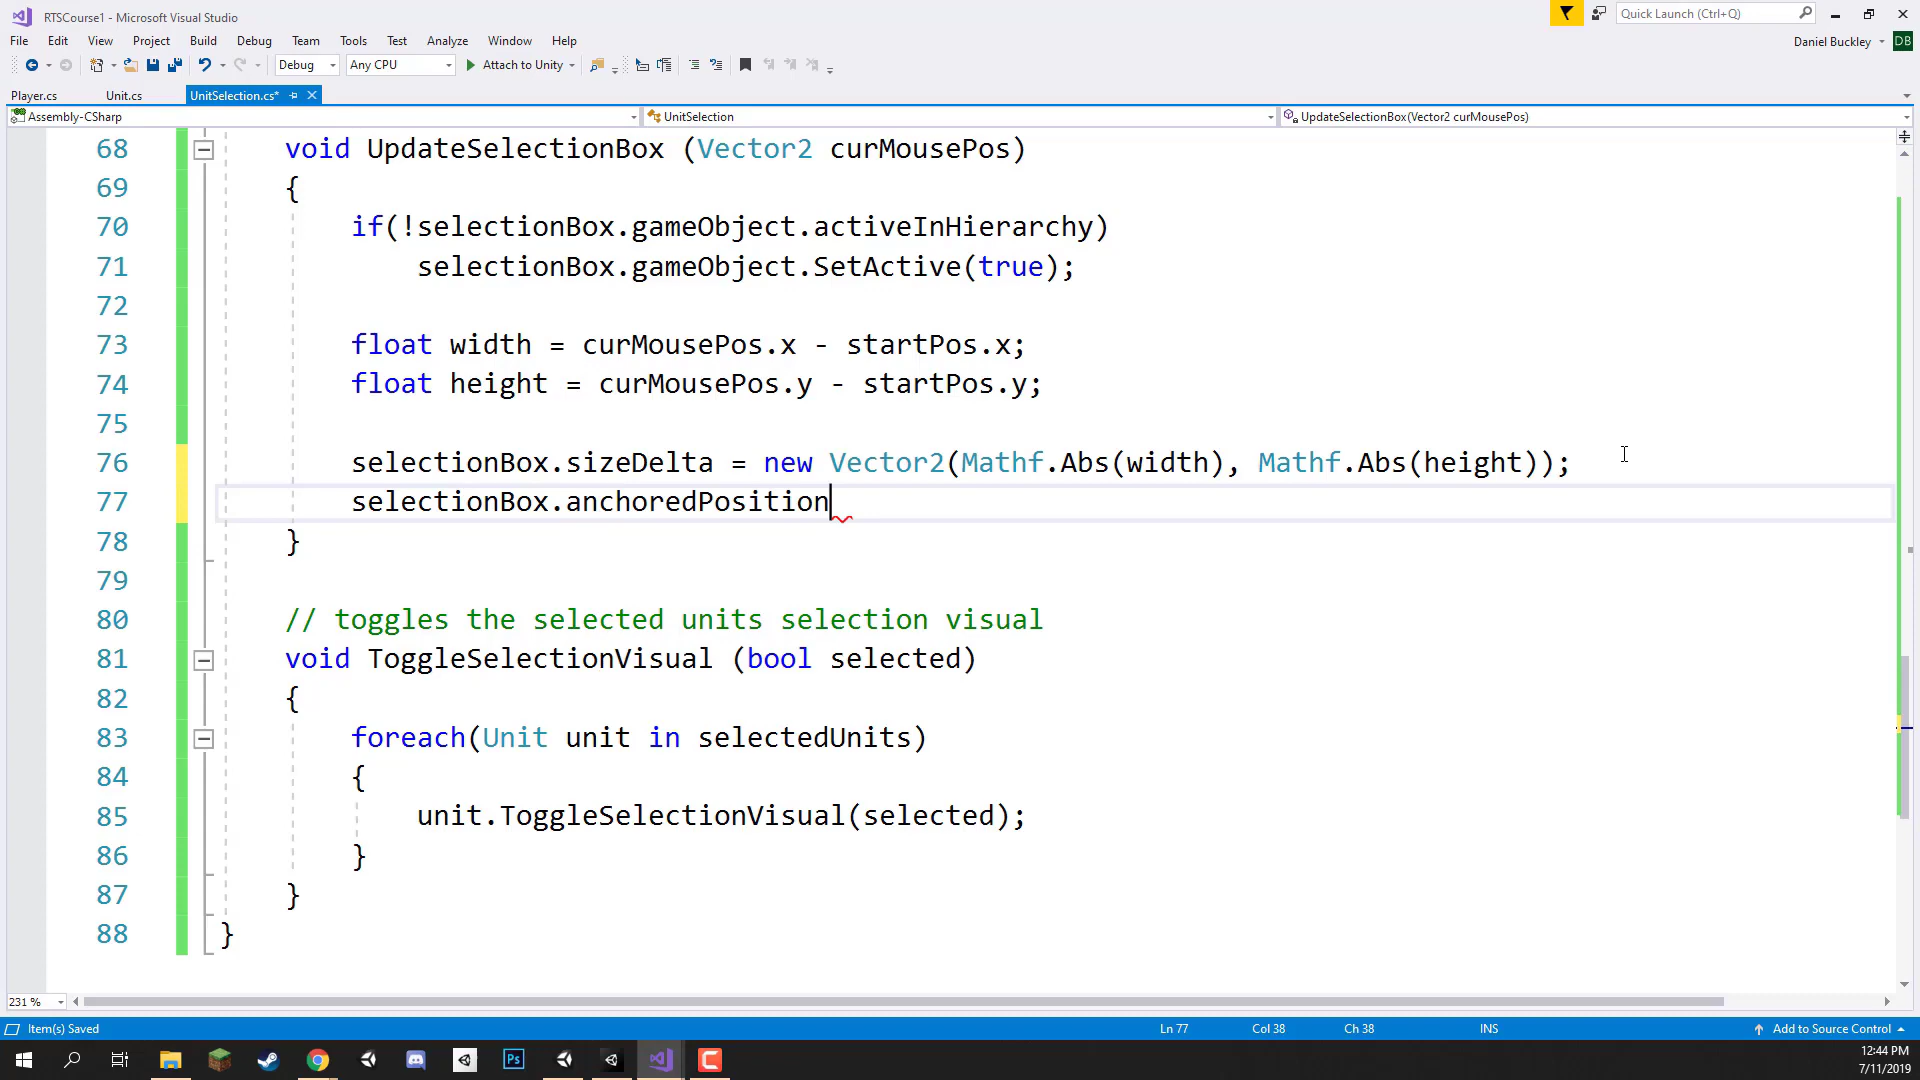 RTSCourse1 - Microsoft Visual Studio
Quick Launch (Ctrl+Q)
File Edit View Project Build Debug Team Tools Test Analyze Window Help
Daniel Buckley DB
Debug Any CPU Attach to Unity
Player.cs Unit.cs UnitSelection.cs*
Assembly-CSharp UnitSelection UpdateSelectionBox(Vector2 curMousePos)
68 void UpdateSelectionBox (Vector2 curMousePos)
69 {
70 if(!selectionBox.gameObject.activeInHierarchy)
71 selectionBox.gameObject.SetActive(true);
72
73 float width = curMousePos.x - startPos.x;
74 float height = curMousePos.y - startPos.y;
75
76 selectionBox.sizeDelta = new Vector2(Mathf.Abs(width), Mathf.Abs(height));
77 selectionBox.anchoredPosition
78 }
79
80 // toggles the selected units selection visual
81 void ToggleSelectionVisual (bool selected)
82 {
83 foreach(Unit unit in selectedUnits)
84 {
85 unit.ToggleSelectionVisual(selected);
86 }
87 }
88 }
231 %
Item(s) Saved Ln 77 Col 38 Ch 38 INS Add to Source Control
Ps
12:44 PM
7/11/2019